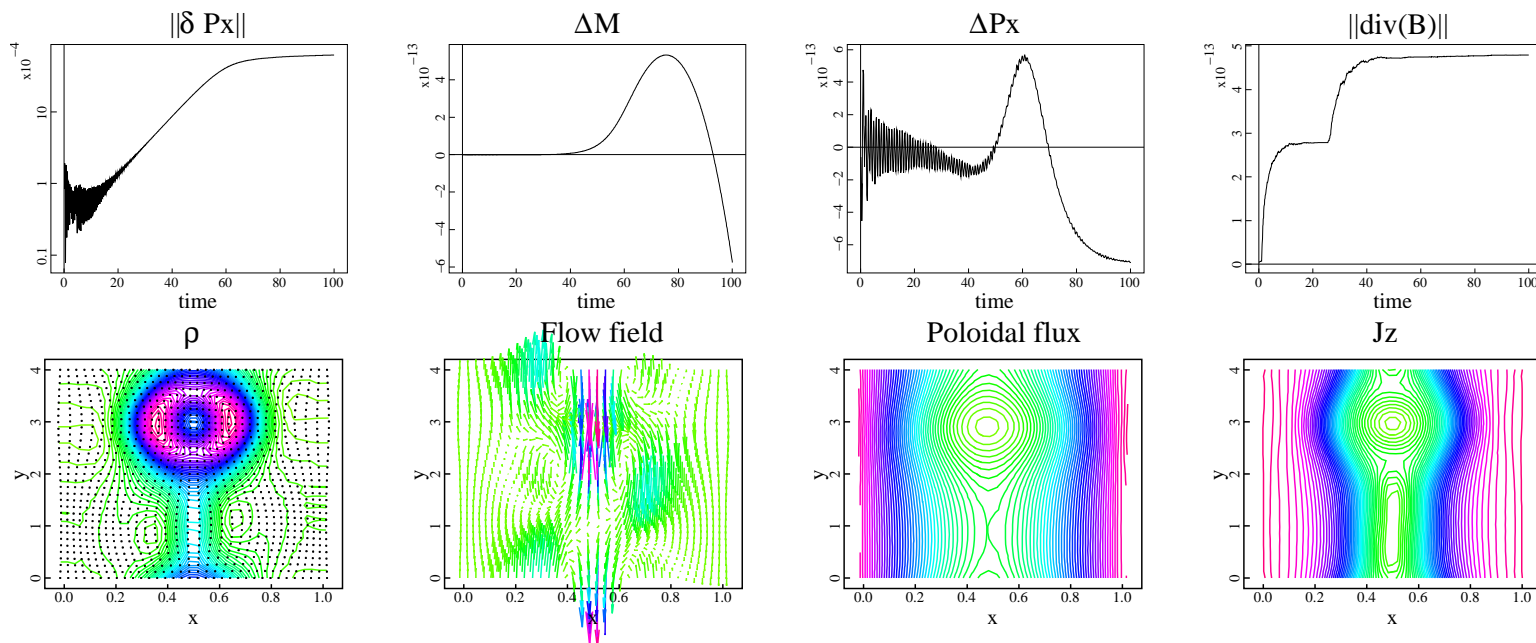 ||δ Px||
x10⁻⁴
10
1
0.1
0 20 40 60 80 100
time
ΔM
x10⁻¹³
4
2
0
−2
−4
−6
0 20 40 60 80 100
time
ΔPx
x10⁻¹³
6
4
2
0
−2
−4
−6
0 20 40 60 80 100
time
||div(B)||
x10⁻¹³
5
4
3
2
1
0
0 20 40 60 80 100
time
ρ
y
4
3
2
1
0
0.0 0.2 0.4 0.6 0.8 1.0
x
Flow field
y
4
3
2
1
0
0.0 0.2 0.4 0.6 0.8 1.0
x
Poloidal flux
y
4
3
2
1
0
0.0 0.2 0.4 0.6 0.8 1.0
x
Jz
y
4
3
2
1
0
0.0 0.2 0.4 0.6 0.8 1.0
x